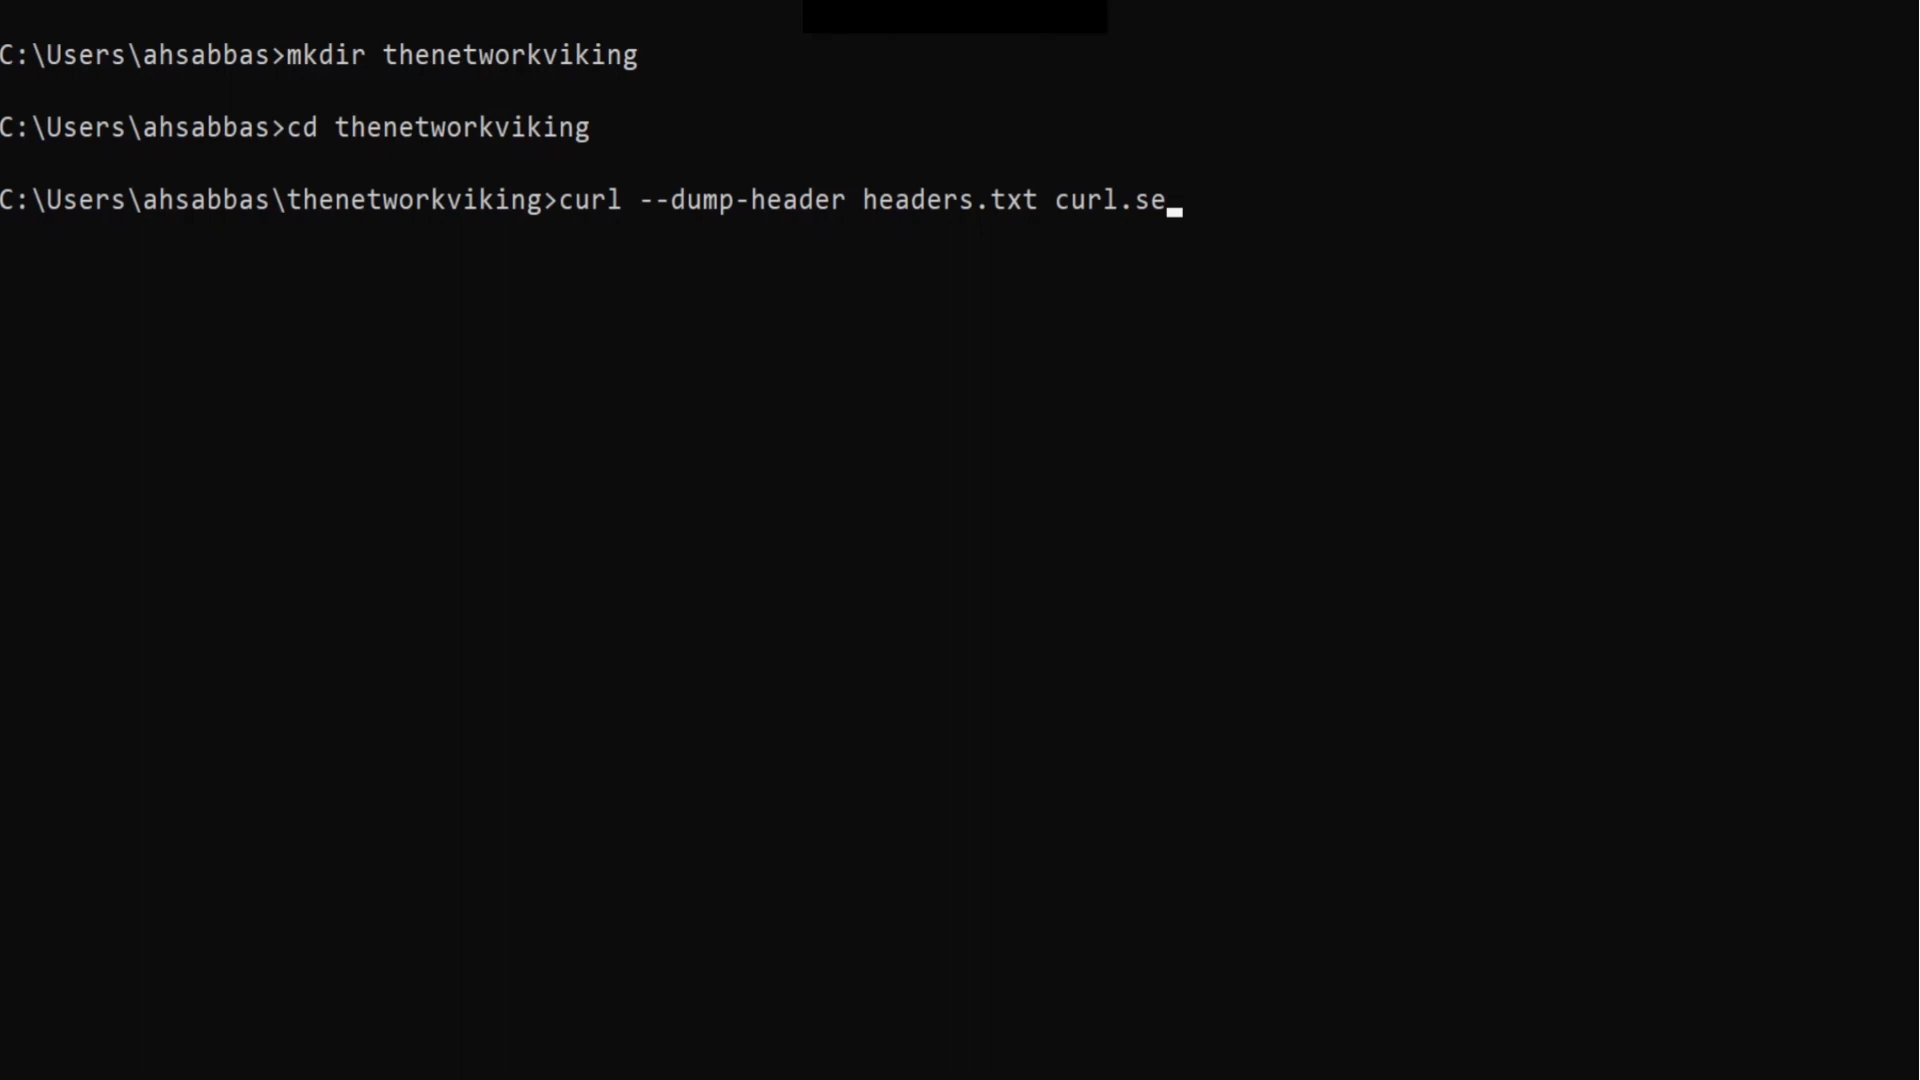 C:\Users\ahsabbas>mkdir thenetworkviking
C:\Users\ahsabbas>cd thenetworkviking
C:\Users\ahsabbas\thenetworkviking>curl --dump-header headers.txt curl.se